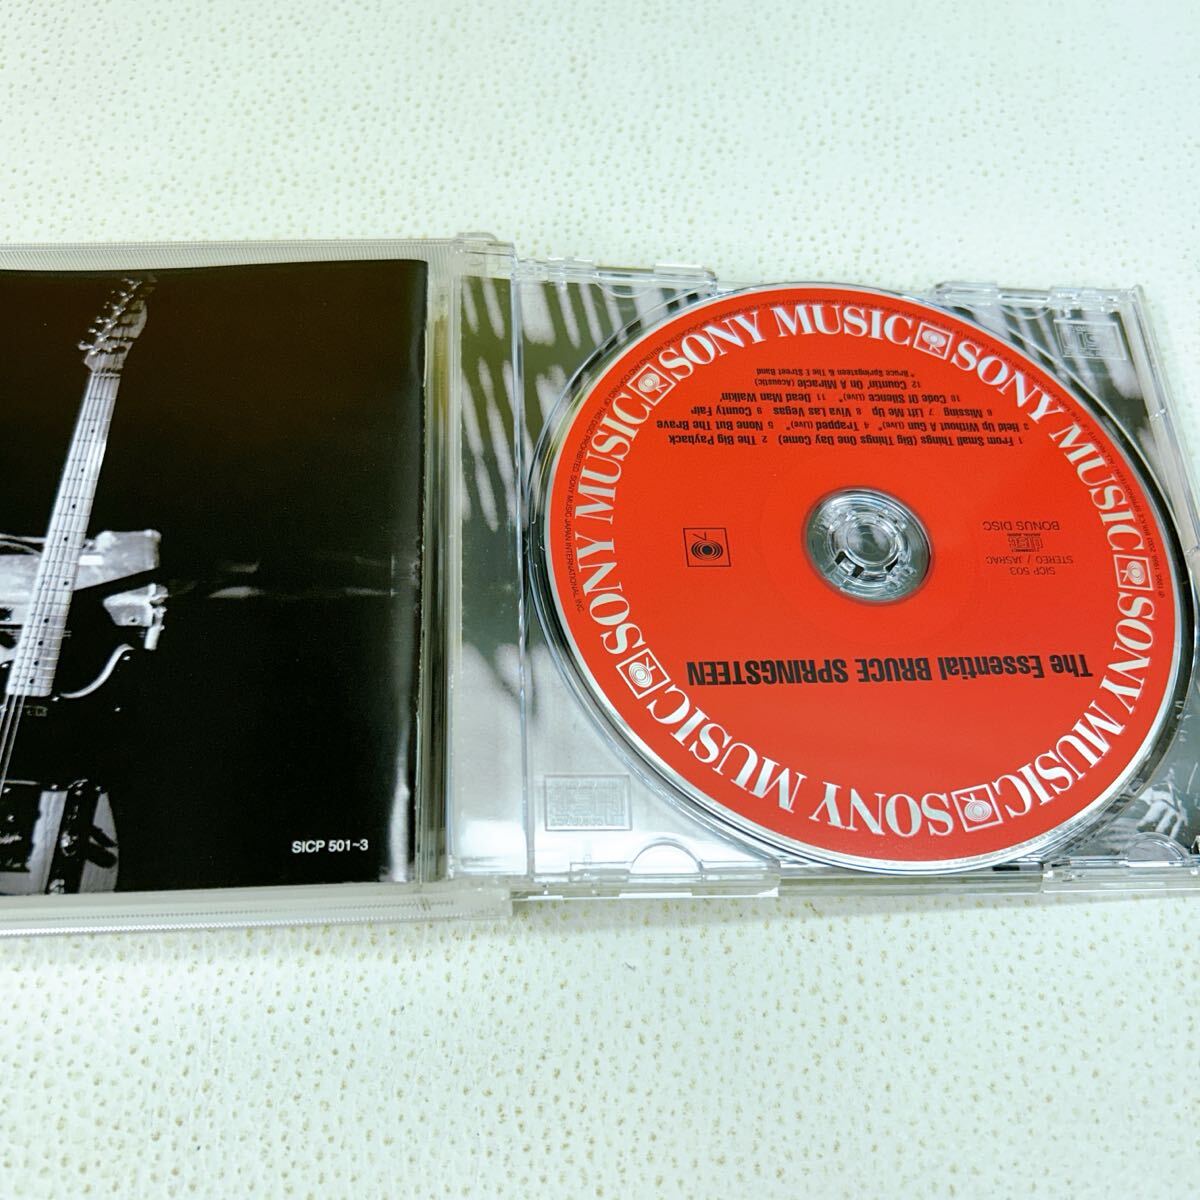 SICP 501~3
SONY MUSIC SONY MUSIC SONY MUSIC SONY MUSIC SONY MUSIC SONY MUSIC
The Essential BRUCE SPRINGSTEEN
SICP 503
STEREO / JASRAC
BONUS DISC
1 From Small Things (Big Things One Day Come) 2 The Big Payback
3 Held Up Without A Gun (Live)* 4 Trapped (Live)* 5 None But The Brave
6 Missing 7 Lift Me Up 8 Viva Las Vegas 9 County Fair*
10 Code Of Silence (Live)* 11 Dead Man Walkin'
12 Countin' On A Miracle (Acoustic)
* Bruce Springsteen & The E Street Band